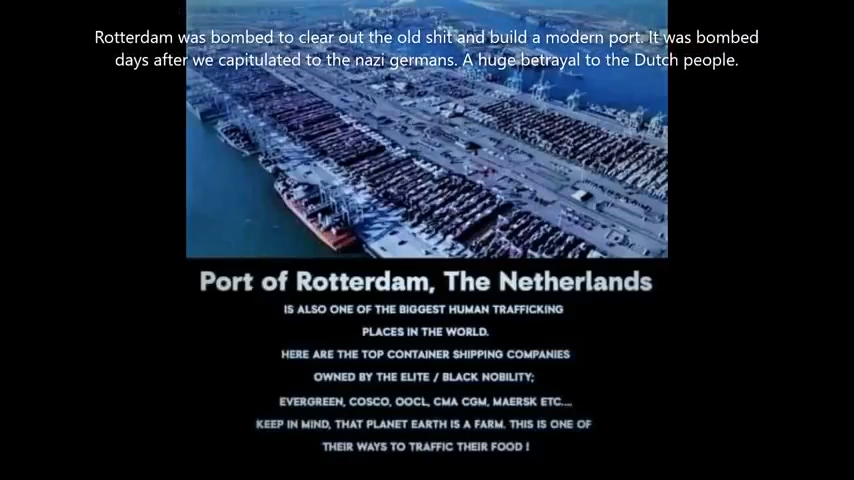 Rotterdam was bombed to clear out the old shit and build a modern port. It was bombed
days after we capitulated to the nazi germans. A huge betrayal to the Dutch people.
Port of Rotterdam, The Netherlands
IS ALSO ONE OF THE BIGGEST HUMAN TRAFFICKING
PLACES IN THE WORLD.
HERE ARE THE TOP CONTAINER SHIPPING COMPANIES
OWNED BY THE ELITE / BLACK NOBILITY;
EVERGREEN, COSCO, OOCL, CMA CGM, MAERSK ETC....
KEEP IN MIND, THAT PLANET EARTH IS A FARM. THIS IS ONE OF
THEIR WAYS TO TRAFFIC THEIR FOOD !